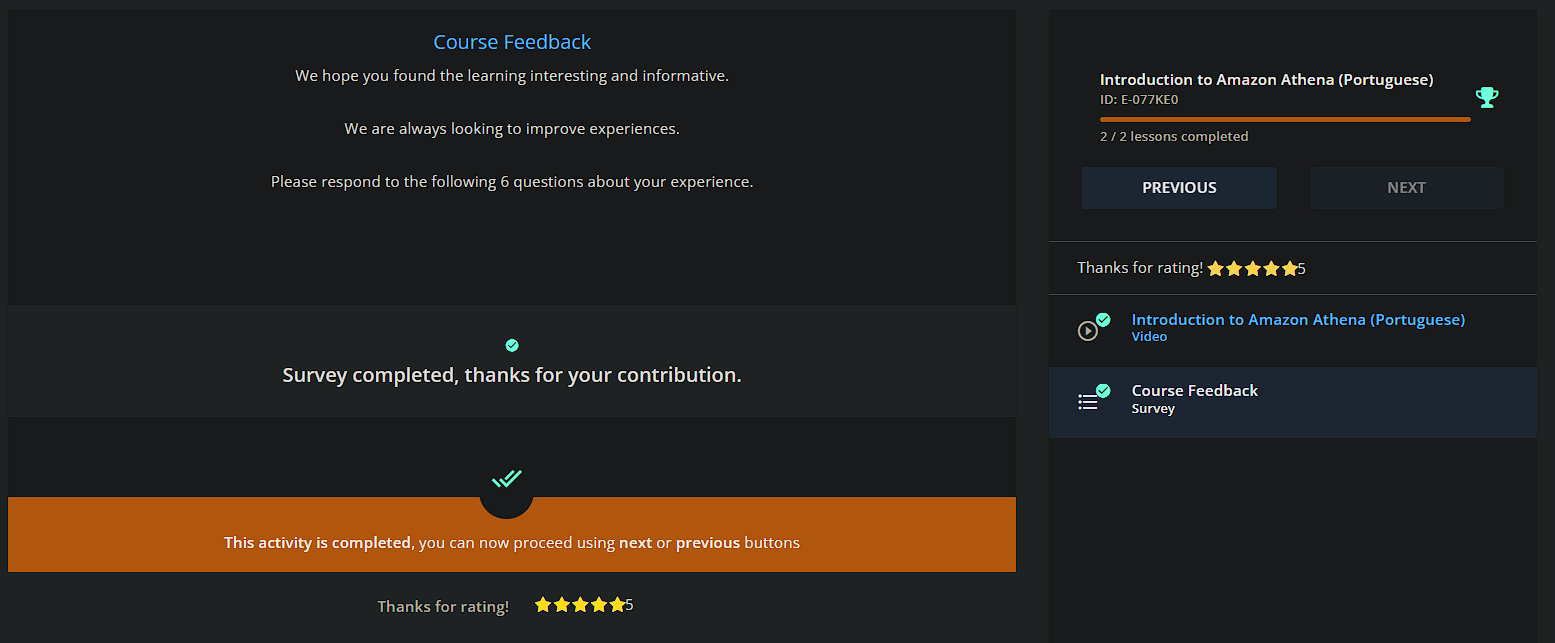 Course Feedback
We hope you found the learning interesting and informative.
We are always looking to improve experiences.
Please respond to the following 6 questions about your experience.
Survey completed, thanks for your contribution.
This activity is completed, you can now proceed using next or previous buttons
Thanks for rating! 5
Introduction to Amazon Athena (Portuguese)
ID: E-077KE0
2 / 2 lessons completed
PREVIOUS
NEXT
Thanks for rating! 5
Introduction to Amazon Athena (Portuguese)
Video
Course Feedback
Survey